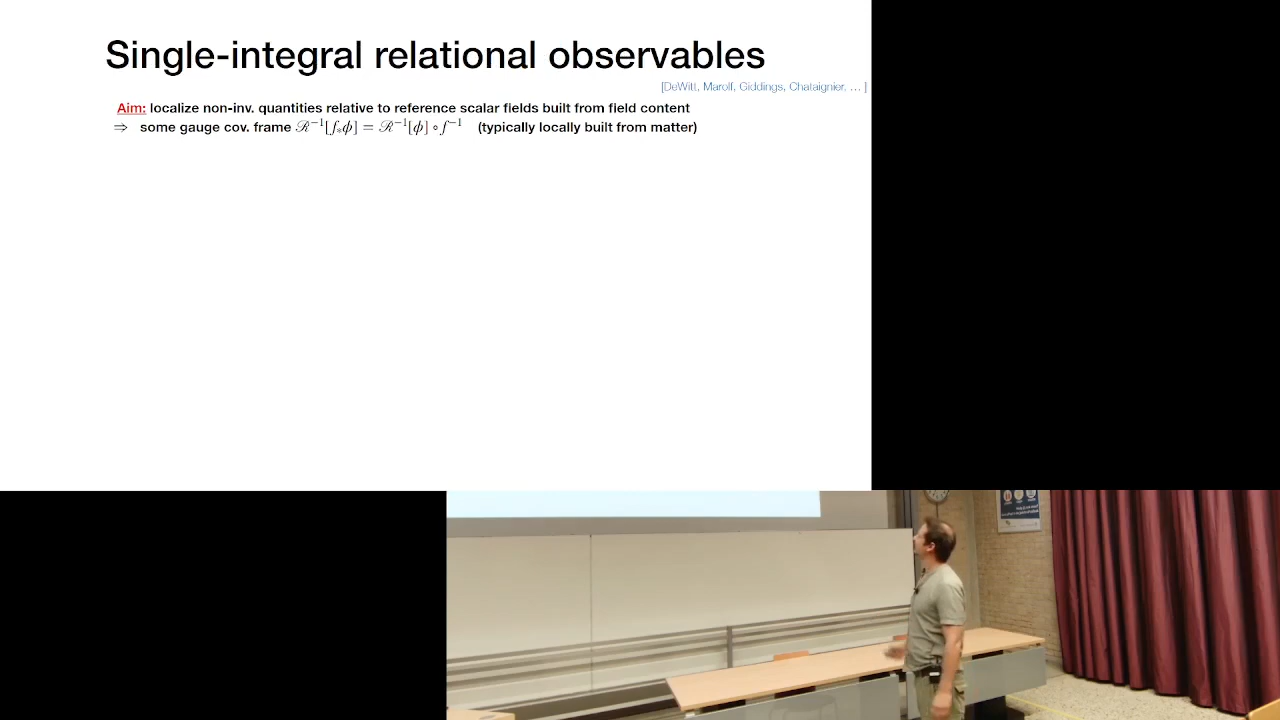 Single-integral relational observables
[DeWitt, Marolf, Giddings, Chataignier, ... ]
Aim: localize non-inv. quantities relative to reference scalar fields built from field content
⇒ some gauge cov. frame ℛ⁻¹[f⁎ϕ] = ℛ⁻¹[ϕ] ∘ f⁻¹ (typically locally built from matter)